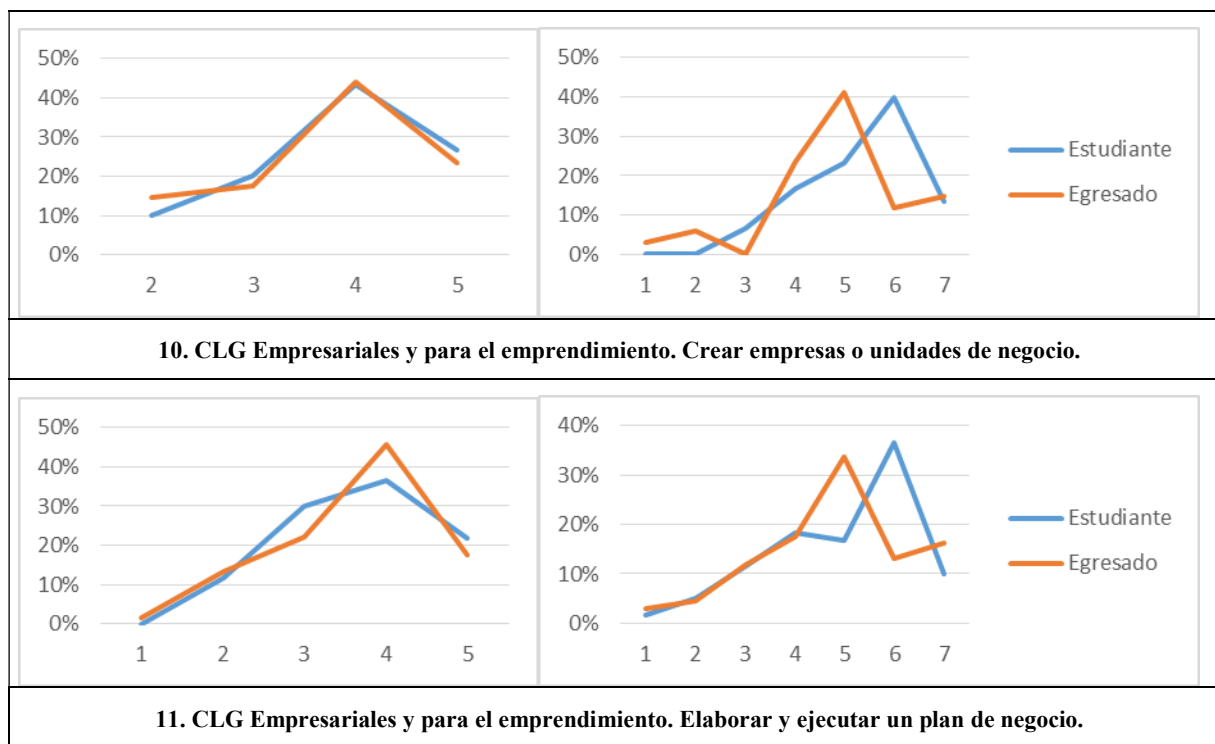 50%
40%
30%
20%
10%
0%
2 3 4 5
50%
40%
30%
20%
10%
0%
1 2 3 4 5 6 7
Estudiante
Egresado
10. CLG Empresariales y para el emprendimiento. Crear empresas o unidades de negocio.
50%
40%
30%
20%
10%
0%
1 2 3 4 5
40%
30%
20%
10%
0%
1 2 3 4 5 6 7
Estudiante
Egresado
11. CLG Empresariales y para el emprendimiento. Elaborar y ejecutar un plan de negocio.